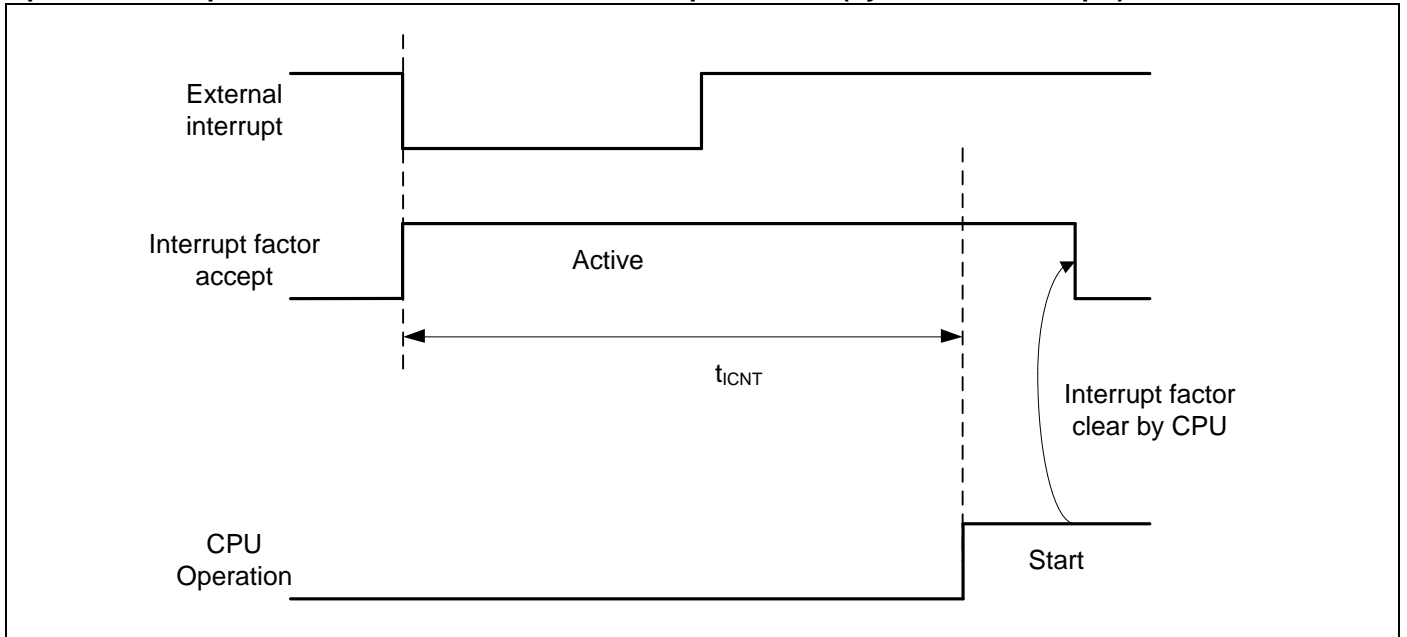 External
interrupt
Interrupt factor
accept
Active
tICNT
Interrupt factor
clear by CPU
CPU
Operation
Start